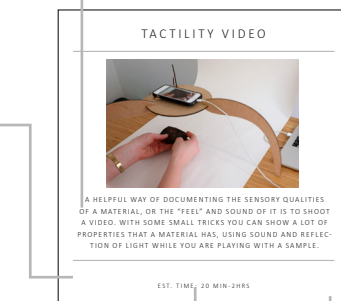 TACTILITY VIDEO
A HELPFUL WAY OF DOCUMENTING THE SENSORY QUALITIES
OF A MATERIAL, OR THE "FEEL" AND SOUND OF IT IS TO SHOOT
A VIDEO. WITH SOME SMALL TRICKS YOU CAN SHOW A LOT OF
PROPERTIES THAT A MATERIAL HAS, USING SOUND AND REFLEC-
TION OF LIGHT WHILE YOU ARE PLAYING WITH A SAMPLE.
EST. TIME: 20 MIN-2HRS